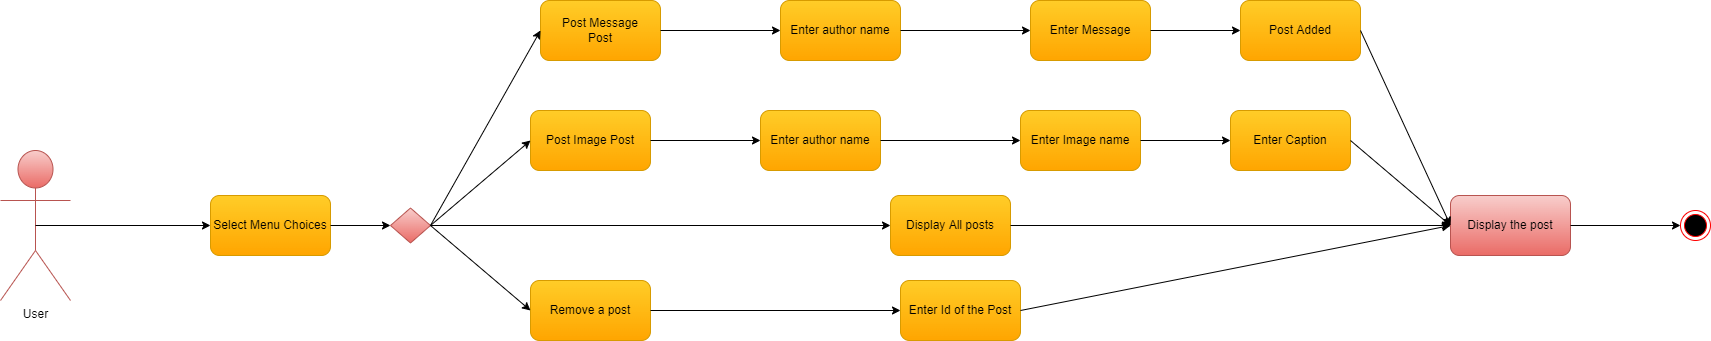 Post Message
Post
Enter author name
Enter Message
Post Added
Post Image Post
Enter author name
Enter Image name
Enter Caption
Select Menu Choices
Display All posts
Display the post
Remove a post
Enter Id of the Post
User